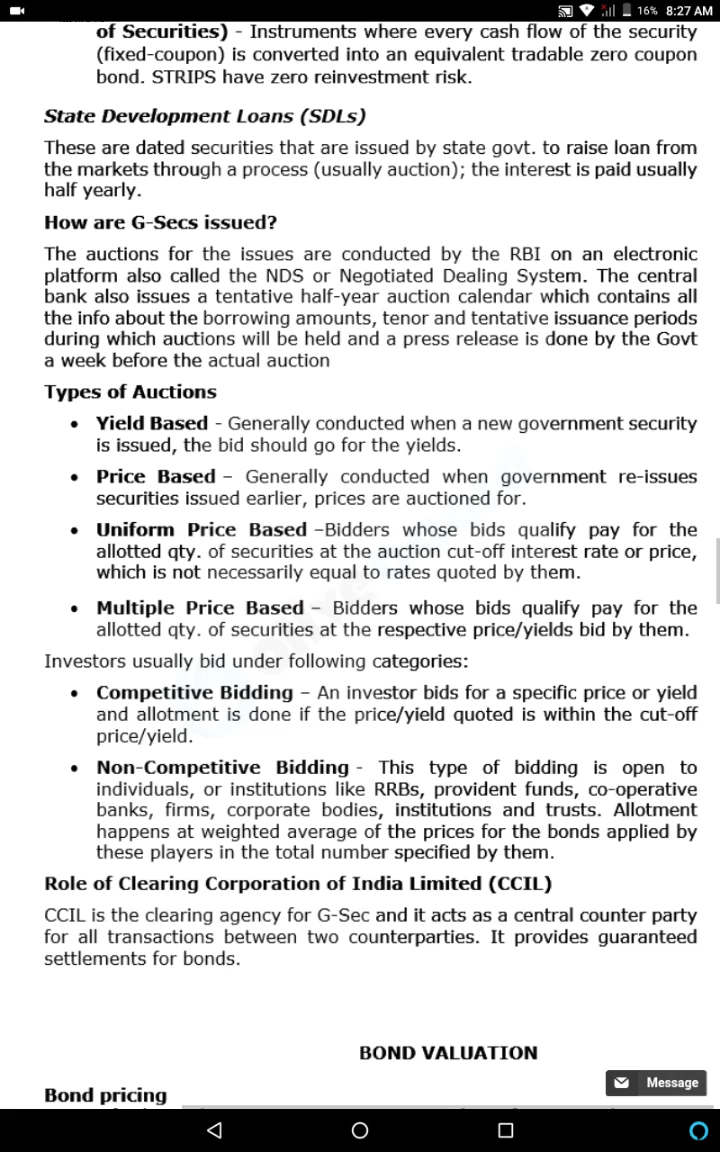 16% 8:27 AM
of Securities) - Instruments where every cash flow of the security
(fixed-coupon) is converted into an equivalent tradable zero coupon
bond. STRIPS have zero reinvestment risk.
State Development Loans (SDLs)
These are dated securities that are issued by state govt. to raise loan from
the markets through a process (usually auction); the interest is paid usually
half yearly.
How are G-Secs issued?
The auctions for the issues are conducted by the RBI on an electronic
platform also called the NDS or Negotiated Dealing System. The central
bank also issues a tentative half-year auction calendar which contains all
the info about the borrowing amounts, tenor and tentative issuance periods
during which auctions will be held and a press release is done by the Govt
a week before the actual auction
Types of Auctions
• Yield Based - Generally conducted when a new government security
is issued, the bid should go for the yields.
• Price Based – Generally conducted when government re-issues
securities issued earlier, prices are auctioned for.
• Uniform Price Based –Bidders whose bids qualify pay for the
allotted qty. of securities at the auction cut-off interest rate or price,
which is not necessarily equal to rates quoted by them.
• Multiple Price Based – Bidders whose bids qualify pay for the
allotted qty. of securities at the respective price/yields bid by them.
Investors usually bid under following categories:
• Competitive Bidding – An investor bids for a specific price or yield
and allotment is done if the price/yield quoted is within the cut-off
price/yield.
• Non-Competitive Bidding - This type of bidding is open to
individuals, or institutions like RRBs, provident funds, co-operative
banks, firms, corporate bodies, institutions and trusts. Allotment
happens at weighted average of the prices for the bonds applied by
these players in the total number specified by them.
Role of Clearing Corporation of India Limited (CCIL)
CCIL is the clearing agency for G-Sec and it acts as a central counter party
for all transactions between two counterparties. It provides guaranteed
settlements for bonds.
BOND VALUATION
Message
Bond pricing